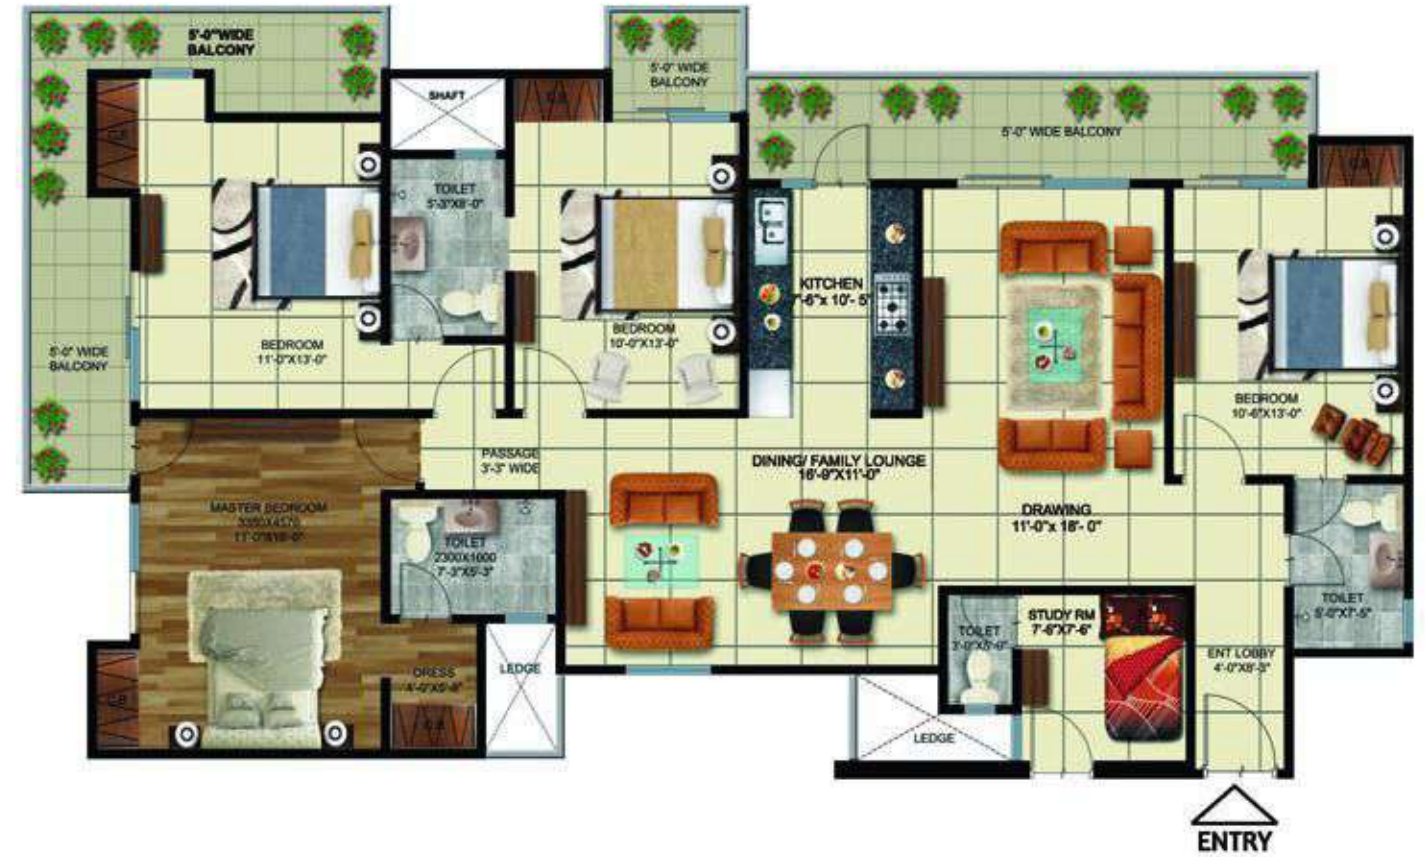 5'-0" WIDE
BALCONY
5'-0" WIDE
BALCONY
SHAFT
5'-0" WIDE BALCONY
TOILET
5'-3"X8'-0"
KITCHEN
7'-6"x 10'- 5"
BEDROOM
10'-0"X13'-0"
BEDROOM
11'-0"X13'-0"
5'-0" WIDE
BALCONY
BEDROOM
10'-6"X13'-0"
PASSAGE
3'-3" WIDE
DINING/ FAMILY LOUNGE
16'-9"X11'-0"
MASTER BEDROOM
DRAWING
11'-0"x 18'- 0"
TOILET
2300X1600
7'-3"X5'-3"
TOILET
5'-0"X7'-5"
STUDY RM
7'-6"X7'-6"
TOILET
ENT LOBBY
4'-0"X8'-3"
DRESS
LEDGE
LEDGE
ENTRY